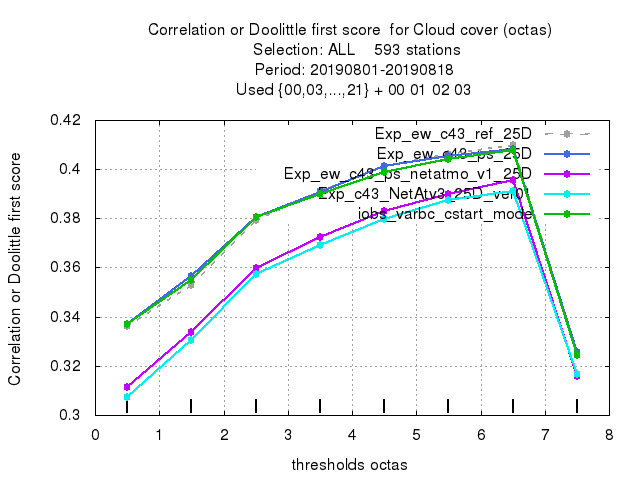 Correlation or Doolittle first score  for Cloud cover (octas)
Selection: ALL    593 stations
Period: 20190801-20190818
Used {00,03,...,21} + 00 01 02 03
Correlation or Doolittle first score
0.42
0.4
0.38
0.36
0.34
0.32
0.3
Exp_ew_c43_ref_25D
Exp_ew_c43_ps_25D
Exp_ew_c43_ps_netatmo_v1_25D
Exp_c43_NetAtv3_25D_ver0
iobs_varbc_cstart_mode
0 1 2 3 4 5 6 7 8
thresholds octas